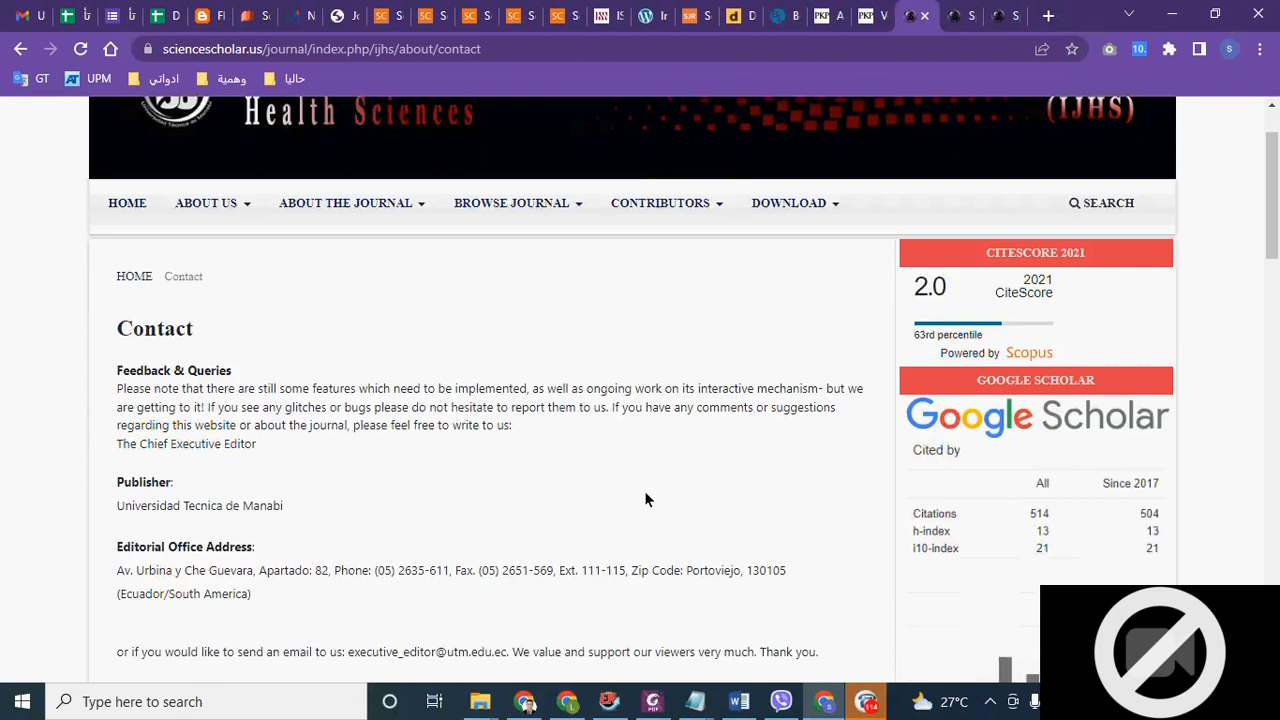 sciencescholar.us/journal/index.php/ijhs/about/contact
GT UPM ادواتي وهمية حاليا
Health Sciences (IJHS)
HOME ABOUT US ABOUT THE JOURNAL BROWSE JOURNAL CONTRIBUTORS DOWNLOAD SEARCH
HOME Contact
Contact
Feedback & Queries
Please note that there are still some features which need to be implemented, as well as ongoing work on its interactive mechanism- but we
are getting to it! If you see any glitches or bugs please do not hesitate to report them to us. If you have any comments or suggestions
regarding this website or about the journal, please feel free to write to us:
The Chief Executive Editor
Publisher:
Universidad Tecnica de Manabi
Editorial Office Address:
Av. Urbina y Che Guevara, Apartado: 82, Phone: (05) 2635-611, Fax. (05) 2651-569, Ext. 111-115, Zip Code: Portoviejo, 130105
(Ecuador/South America)
or if you would like to send an email to us: executive_editor@utm.edu.ec. We value and support our viewers very much. Thank you.
CITESCORE 2021
2.0 2021
CiteScore
63rd percentile
Powered by Scopus
GOOGLE SCHOLAR
Google Scholar
Cited by
All Since 2017
Citations 514 504
h-index 13 13
i10-index 21 21
Type here to search 114 27°C